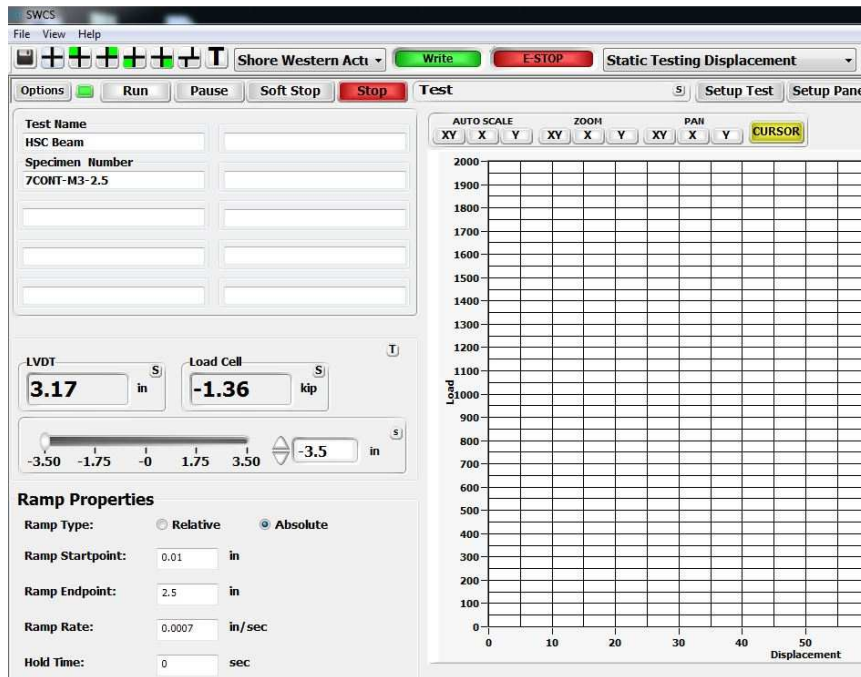 SWCS
File View Help
T Shore Western Actu Write E-STOP Static Testing Displacement
Options Run Pause Soft Stop Stop Test S Setup Test Setup Pane
Test Name
HSC Beam
Specimen Number
7CONT-M3-2.5
AUTO SCALE ZOOM PAN
XY X Y XY X Y XY X Y CURSOR
T
LVDT S Load Cell S
3.17 in -1.36 kip
S
-3.50 -1.75 -0 1.75 3.50 -3.5 in
Ramp Properties
Ramp Type: Relative Absolute
Ramp Startpoint: 0.01 in
Ramp Endpoint: 2.5 in
Ramp Rate: 0.0007 in/sec
Hold Time: 0 sec
2000
1900
1800
1700
1600
1500
1400
1300
1200
1100
1000
900
800
700
600
500
400
300
200
100
0
Load
0 10 20 30 40 50
Displacement